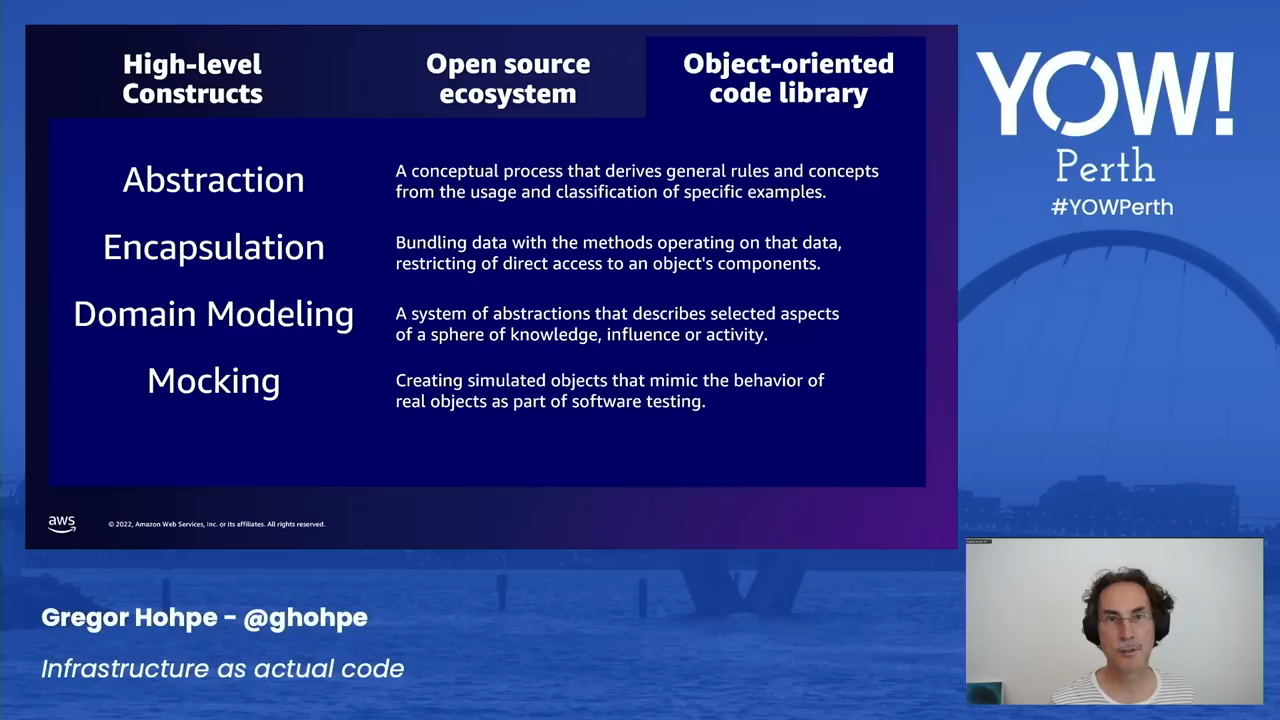 High-level
Constructs
Open source
ecosystem
Object-oriented
code library
Abstraction
A conceptual process that derives general rules and concepts
from the usage and classification of specific examples.
Encapsulation
Bundling data with the methods operating on that data,
restricting of direct access to an object's components.
Domain Modeling
A system of abstractions that describes selected aspects
of a sphere of knowledge, influence or activity.
Mocking
Creating simulated objects that mimic the behavior of
real objects as part of software testing.
aws
© 2022, Amazon Web Services, Inc. or its affiliates. All rights reserved.
YOW!
Perth
#YOWPerth
Gregor Hohpe - @ghohpe
Infrastructure as actual code